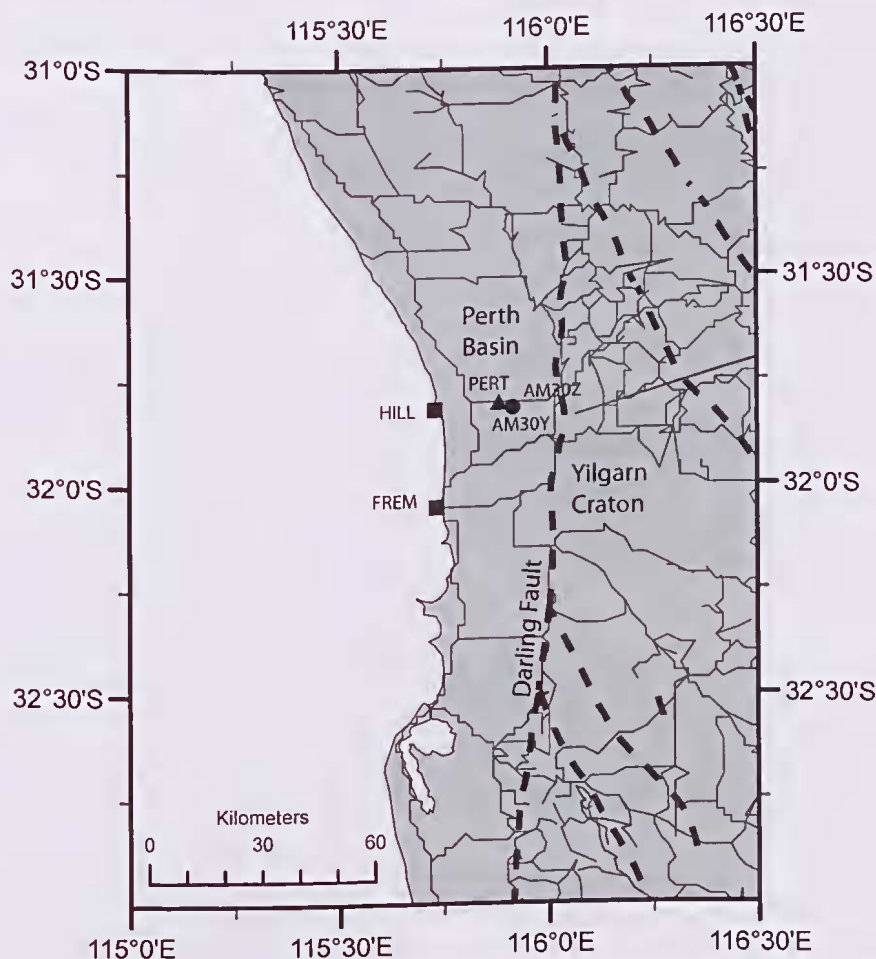 115°30'E 116°0'E 116°30'E
31°0'S
31°30'S
31°30'S
Perth
Basin
PERT
AM30Z
HILL
AM30Y
Yilgarn
Craton
32°0'S
32°0'S
FREM
Darling Fault
32°30'S
32°30'S
Kilometers
0 30 60
115°0'E 115°30'E 116°0'E 116°30'E